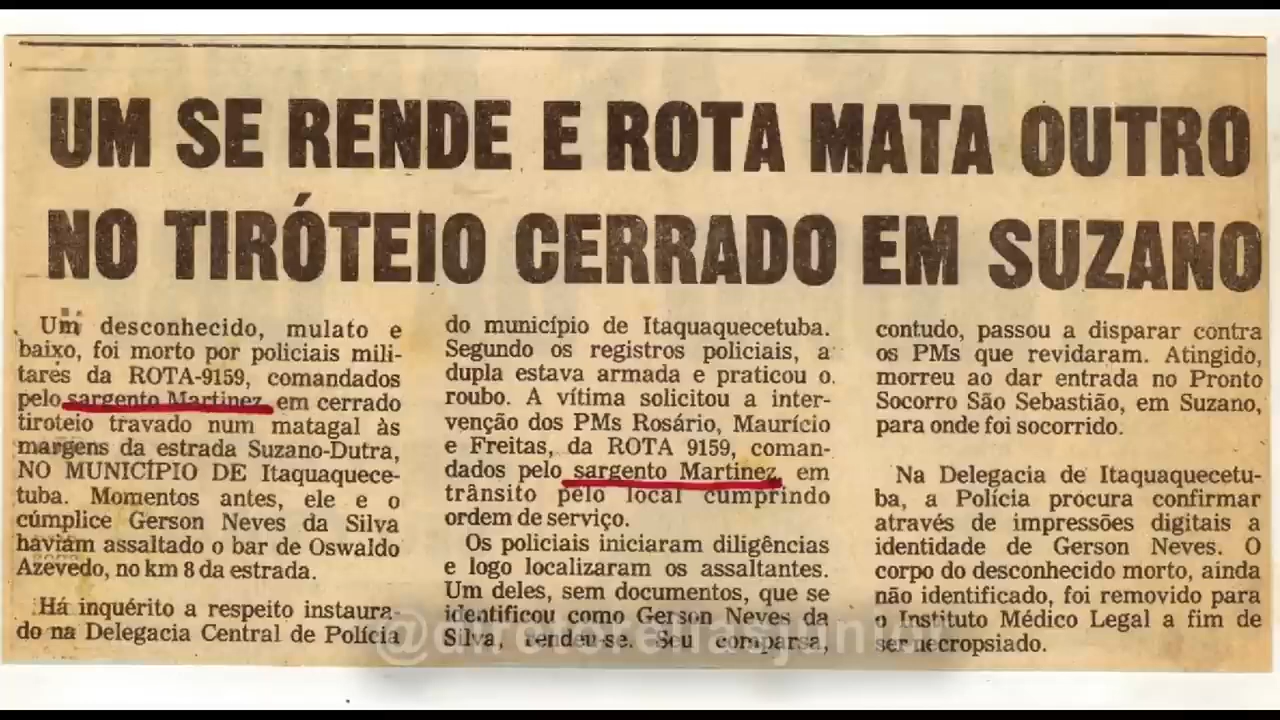 UM SE RENDE E ROTA MATA OUTRO
NO TIRÓTEIO CERRADO EM SUZANO
Um desconhecido, mulato e
baixo, foi morto por policiais mili-
tares da ROTA-9159, comandados
pelo sargento Martinez em cerrado
tiroteio travado num matagal às
margens da estrada Suzano-Dutra,
NO MUNICÍPIO DE Itaquaquece-
tuba. Momentos antes, ele e o
cúmplice Gerson Neves da Silva
haviam assaltado o bar de Oswaldo
Azevedo, no km 8 da estrada.
Há inquérito a respeito instaura-
do na Delegacia Central de Polícia
do município de Itaquaquecetuba.
Segundo os registros policiais, a
dupla estava armada e praticou o
roubo. A vítima solicitou a inter-
venção dos PMs Rosário, Maurício
e Freitas, da ROTA 9159, coman-
dados pelo sargento Martinez, em
trânsito pelo local cumprindo
ordem de serviço.
Os policiais iniciaram diligências
e logo localizaram os assaltantes.
Um deles, sem documentos, que se
identificou como Gerson Neves da
Silva, rendeu-se. Seu comparsa,
contudo, passou a disparar contra
os PMs que revidaram. Atingido,
morreu ao dar entrada no Pronto
Socorro São Sebastião, em Suzano,
para onde foi socorrido.
Na Delegacia de Itaquaquecetu-
ba, a Polícia procura confirmar
através de impressões digitais a
identidade de Gerson Neves. O
corpo do desconhecido morto, ainda
não identificado, foi removido para
o Instituto Médico Legal a fim de
ser necropsiado.